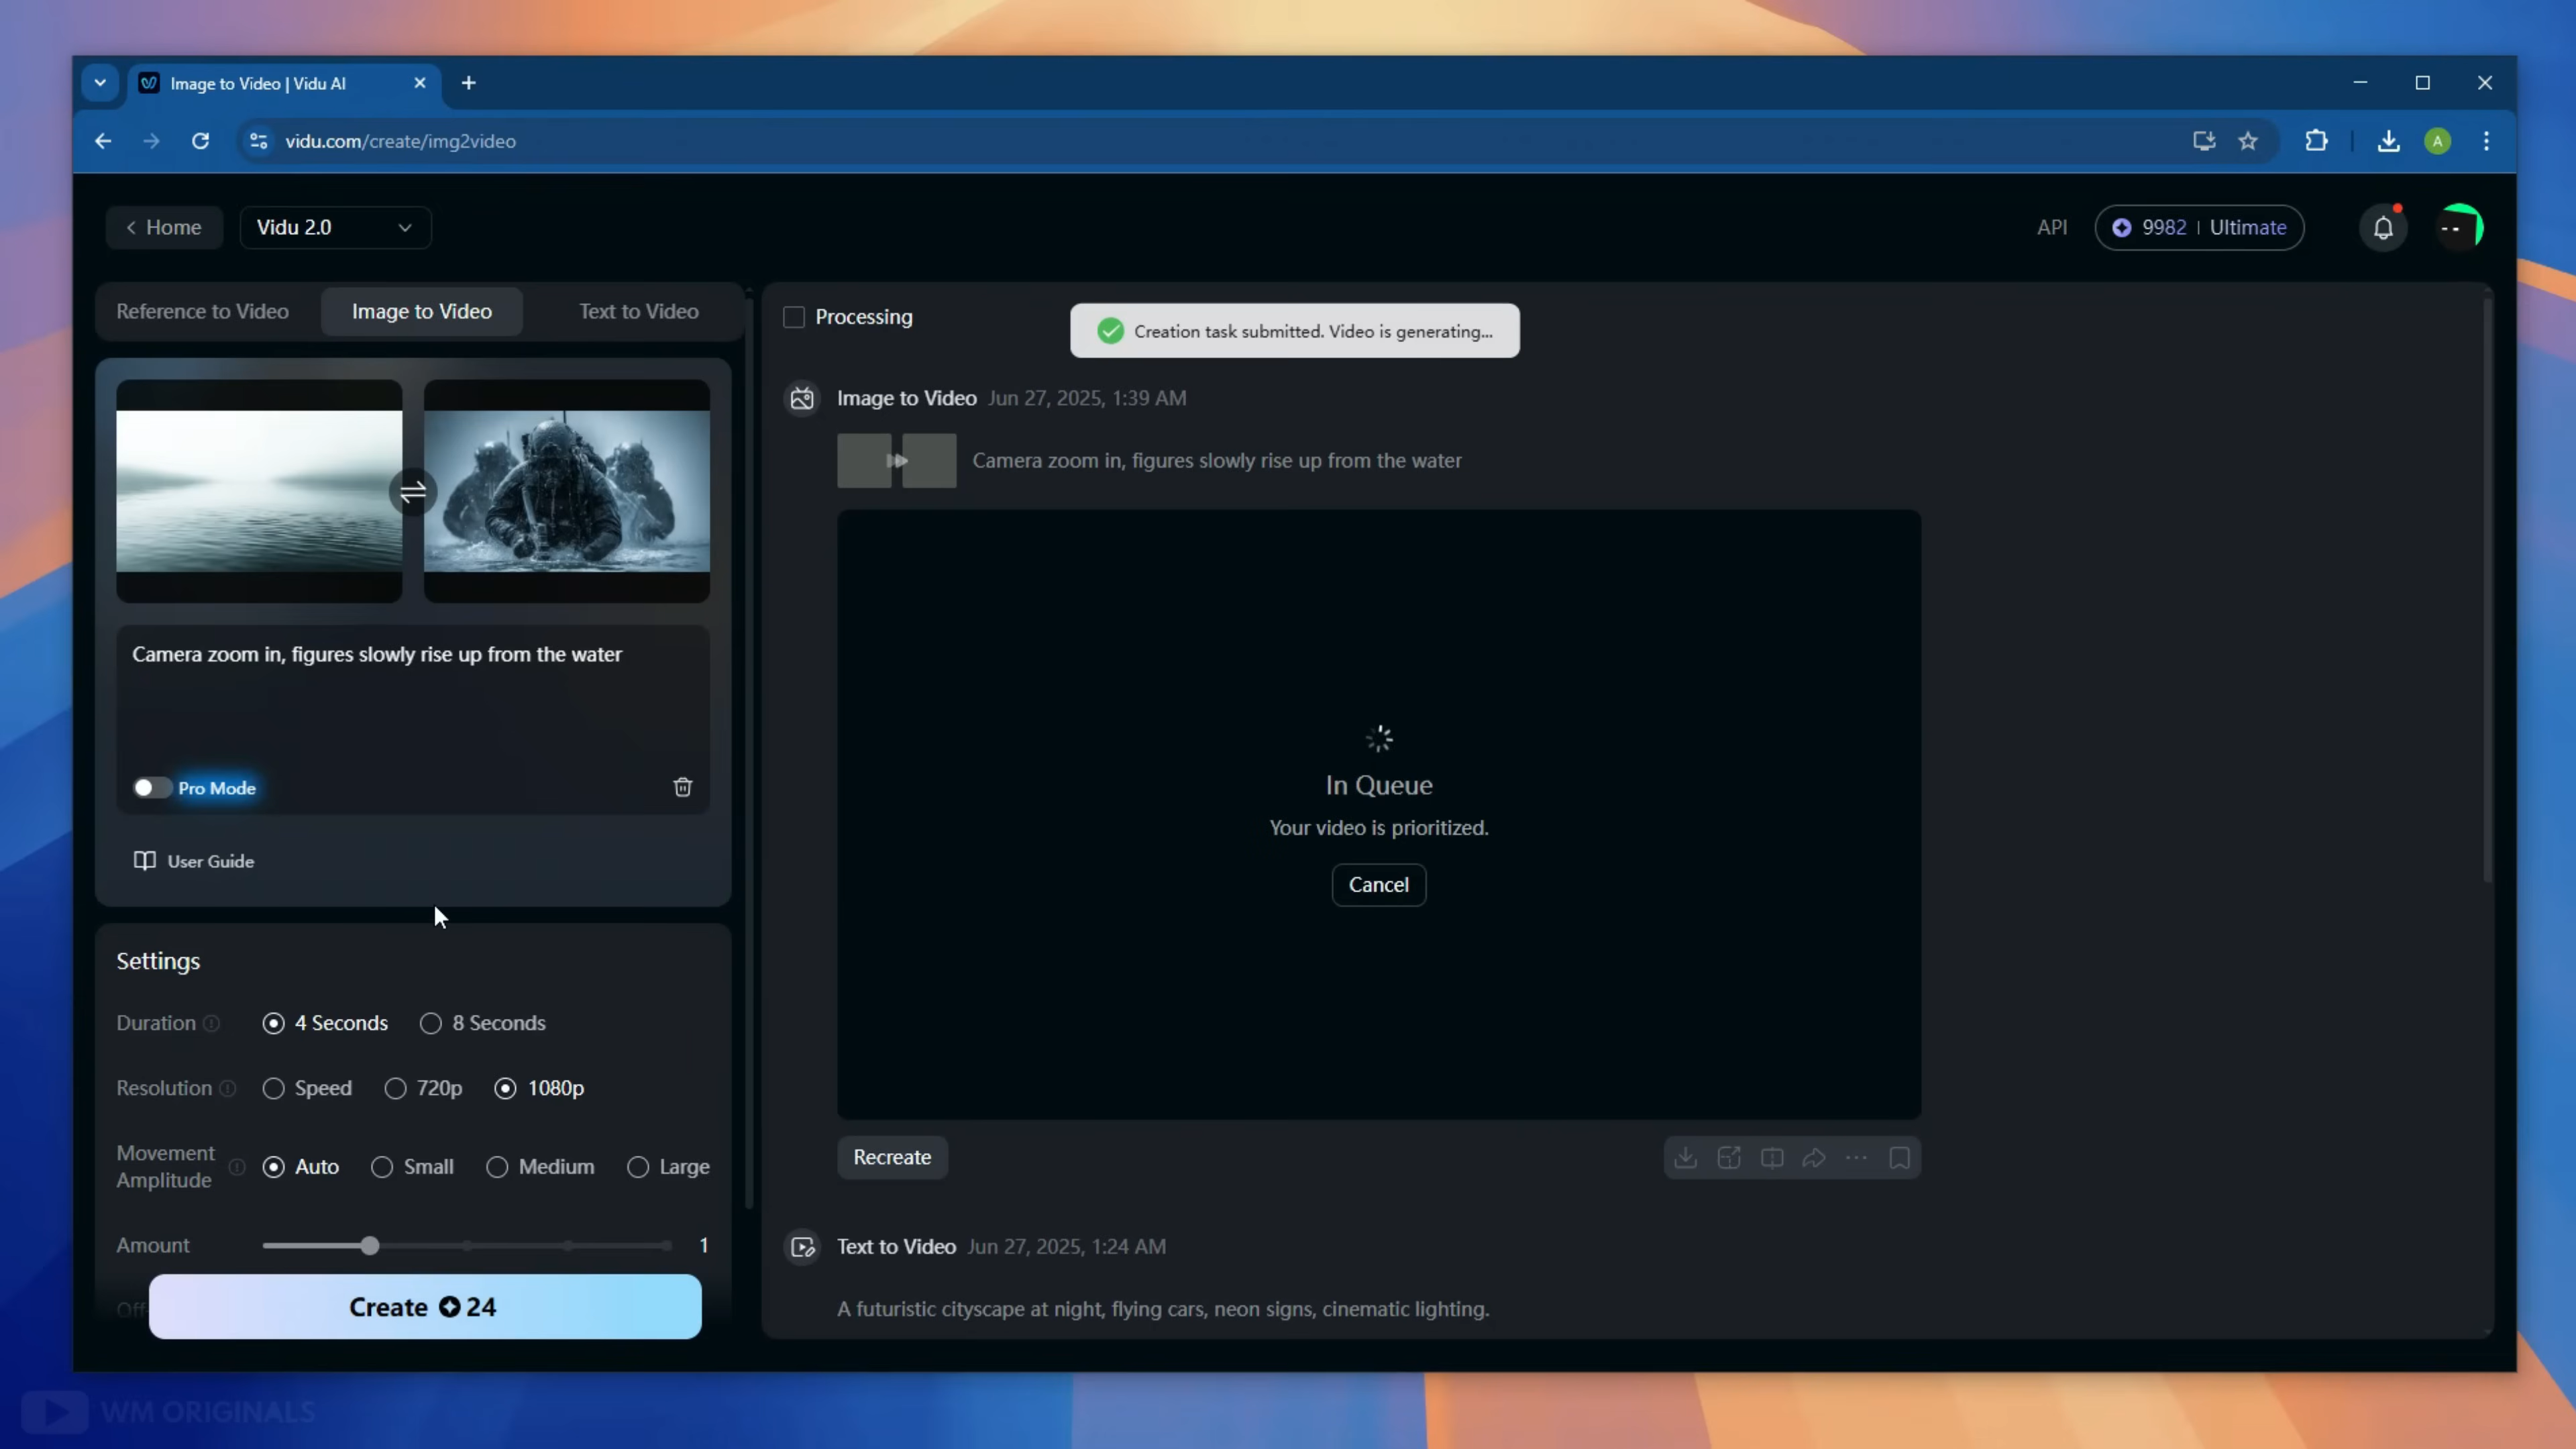 Image to Video | Vidu AI
vidu.com/create/img2video
A
Home
Vidu 2.0
API
9982 | Ultimate
Reference to Video
Image to Video
Text to Video
Processing
Creation task submitted. Video is generating...
Image to Video Jun 27, 2025, 1:39 AM
Camera zoom in, figures slowly rise up from the water
Camera zoom in, figures slowly rise up from the water
Pro Mode
User Guide
In Queue
Your video is prioritized.
Cancel
Settings
Duration
4 Seconds
8 Seconds
Resolution
Speed
720p
1080p
Movement
Amplitude
Auto
Small
Medium
Large
Amount
1
Off
Create 24
Recreate
Text to Video Jun 27, 2025, 1:24 AM
A futuristic cityscape at night, flying cars, neon signs, cinematic lighting.
WM ORIGINALS